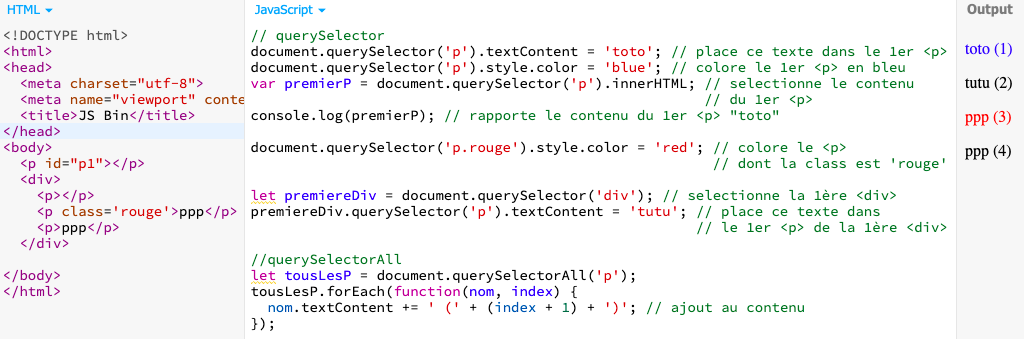 HTML
<!DOCTYPE html>
<html>
<head>
  <meta charset="utf-8">
  <meta name="viewport" conte
  <title>JS Bin</title>
</head>
<body>
  <p id="p1"></p>
  <div>
    <p></p>
    <p class='rouge'>ppp</p>
    <p>ppp</p>
  </div>
</body>
</html>
JavaScript
// querySelector
document.querySelector('p').textContent = 'toto'; // place ce texte dans le 1er <p>
document.querySelector('p').style.color = 'blue'; // colore le 1er <p> en bleu
var premierP = document.querySelector('p').innerHTML; // selectionne le contenu
// du 1er <p>
console.log(premierP); // rapporte le contenu du 1er <p> "toto"
document.querySelector('p.rouge').style.color = 'red'; // colore le <p>
// dont la class est 'rouge'
let premiereDiv = document.querySelector('div'); // selectionne la 1ère <div>
premiereDiv.querySelector('p').textContent = 'tutu'; // place ce texte dans
// le 1er <p> de la 1ère <div>
//querySelectorAll
let tousLesP = document.querySelectorAll('p');
tousLesP.forEach(function(nom, index) {
  nom.textContent += ' (' + (index + 1) + ')'; // ajout au contenu
});
Output
toto (1)
tutu (2)
ppp (3)
ppp (4)